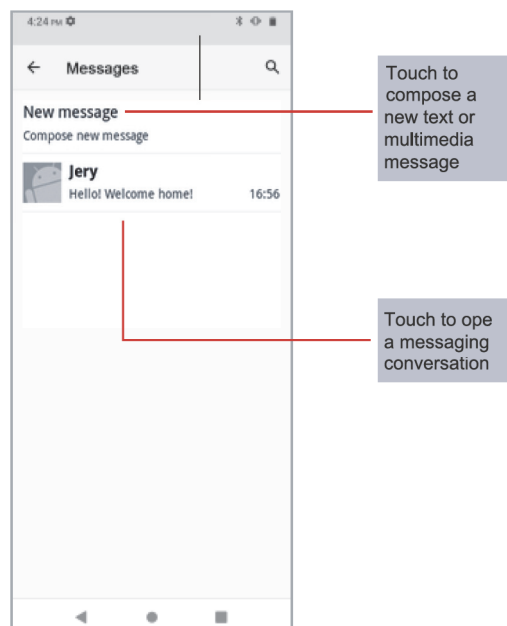 4:24 PM
Messages
New message
Compose new message
Jery
Hello! Welcome home! 16:56
Touch to
compose a
new text or
multimedia
message
Touch to ope
a messaging
conversation